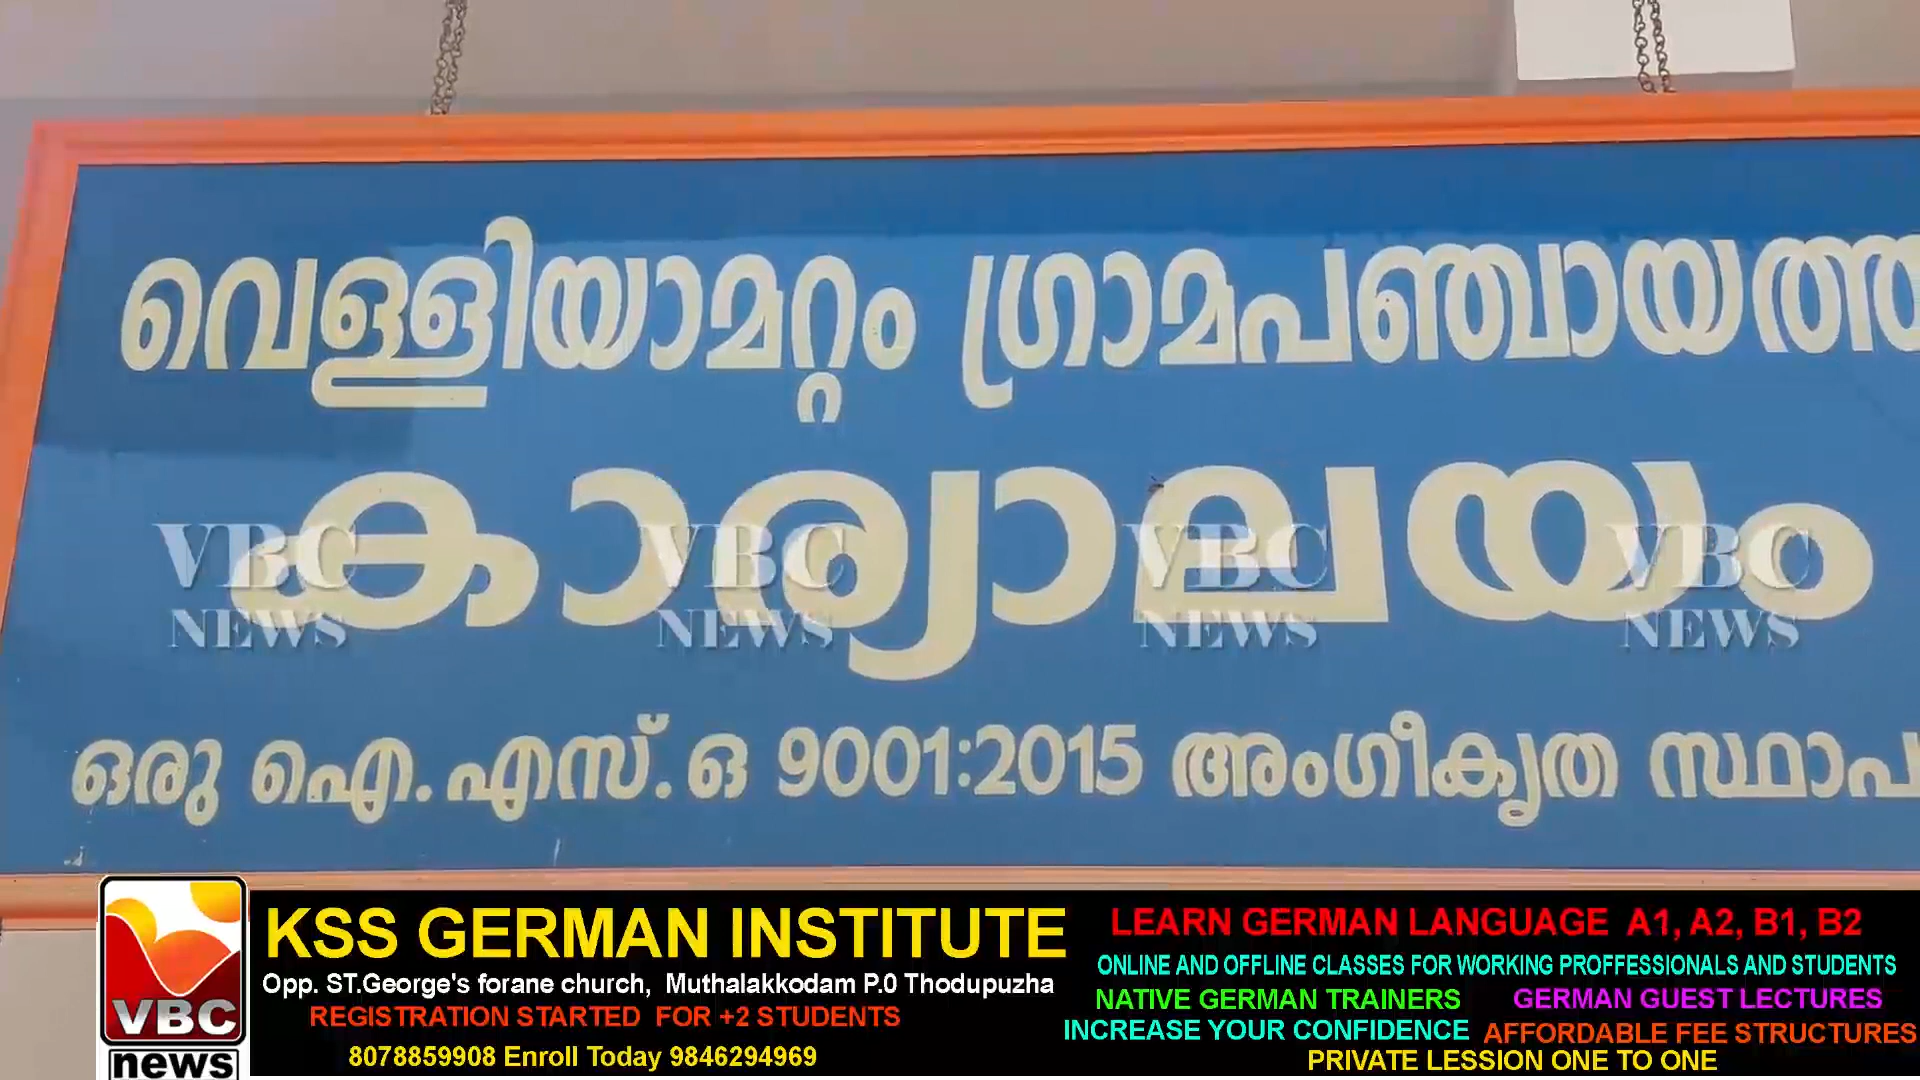 വെള്ളിയാമറ്റം ഗ്രാമപഞ്ചായത്ത
കാര്യാലയം
VBC NEWS VBC NEWS VBC NEWS VBC NEWS
ഒരു ഐ.എസ്.ഒ 9001:2015 അംഗീകൃത സ്ഥാപ
VBC
news
KSS GERMAN INSTITUTE
Opp. ST.George's forane church, Muthalakkodam P.0 Thodupuzha
REGISTRATION STARTED FOR +2 STUDENTS
8078859908 Enroll Today 9846294969
LEARN GERMAN LANGUAGE A1, A2, B1, B2
ONLINE AND OFFLINE CLASSES FOR WORKING PROFFESSIONALS AND STUDENTS
NATIVE GERMAN TRAINERS GERMAN GUEST LECTURES
INCREASE YOUR CONFIDENCE AFFORDABLE FEE STRUCTURES
PRIVATE LESSION ONE TO ONE